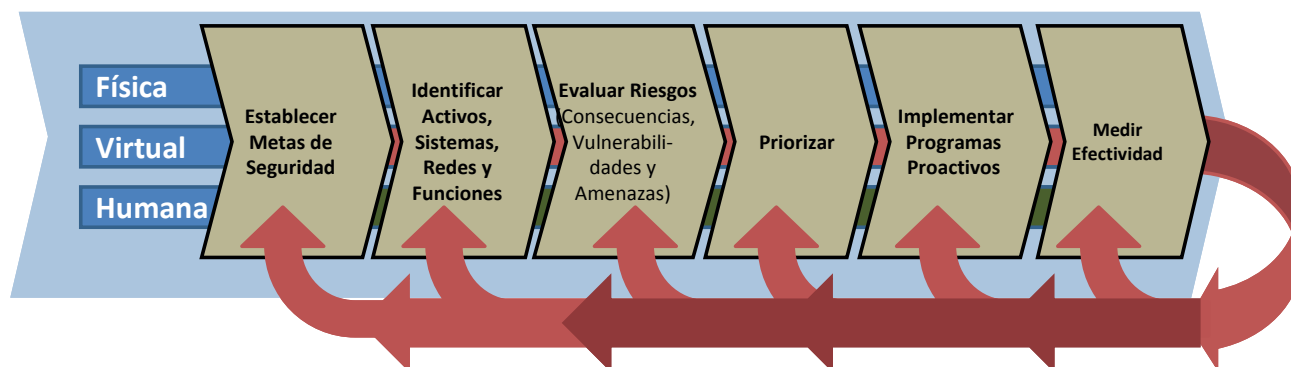 Física
Virtual
Humana
Establecer
Metas de
Seguridad
Identificar
Activos,
Sistemas,
Redes y
Funciones
Evaluar Riesgos
(Consecuencias,
Vulnerabili-
dades y
Amenazas)
Priorizar
Implementar
Programas
Proactivos
Medir
Efectividad